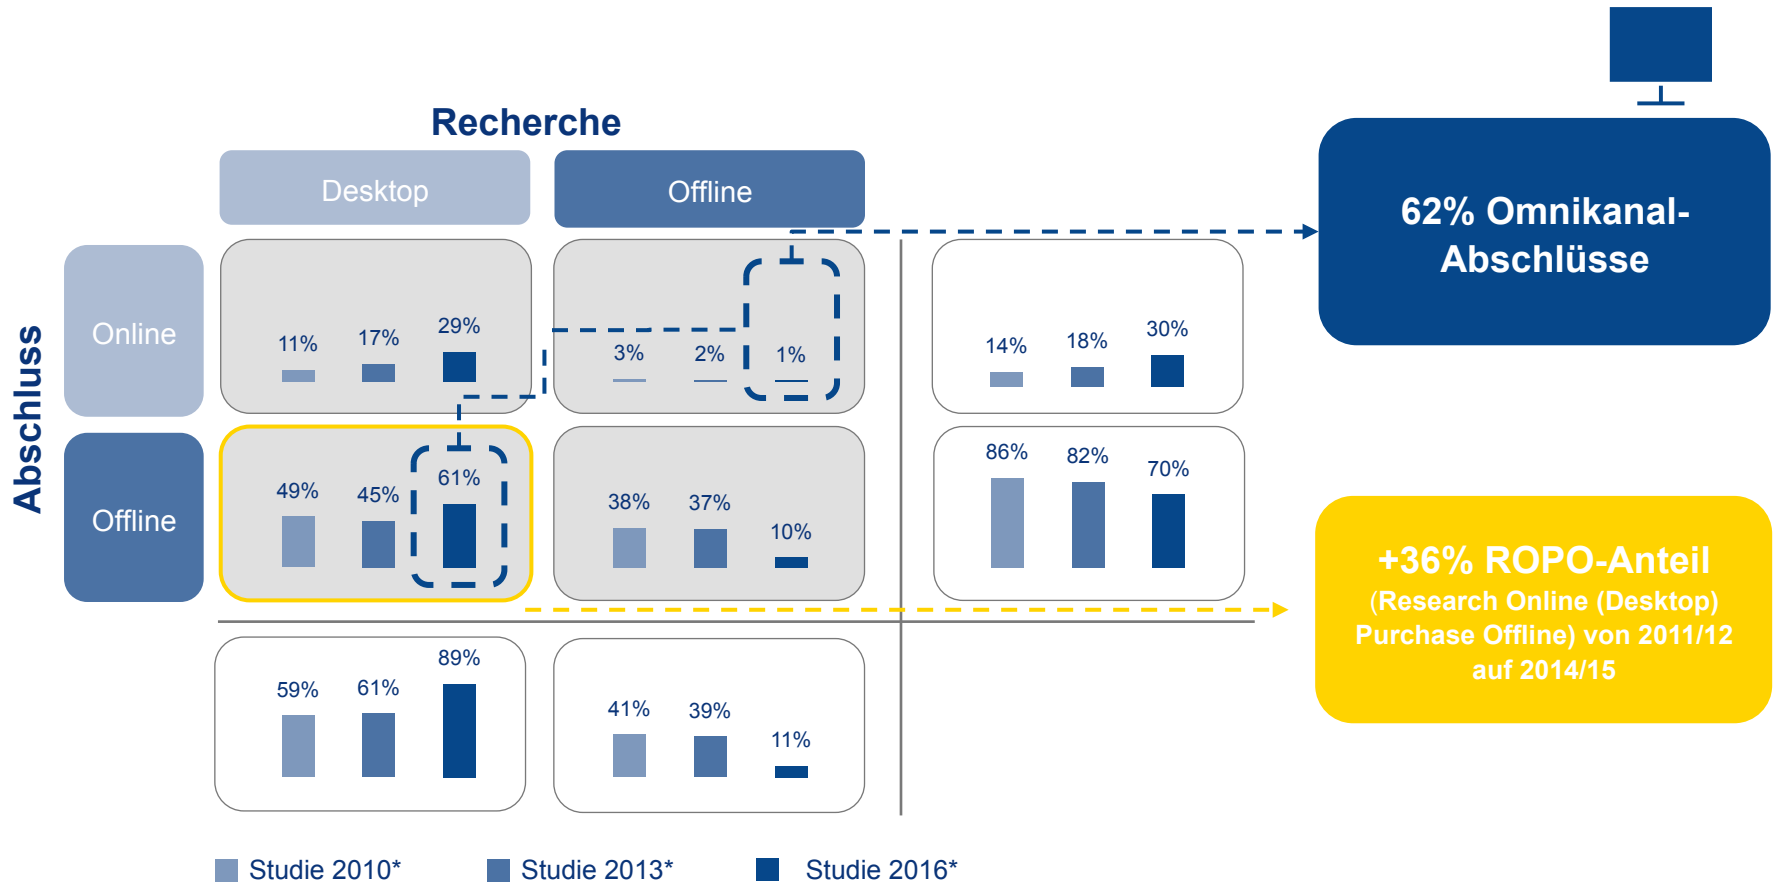 Recherche
Desktop
Offline
62% Omnikanal-
Abschlüsse
Abschluss
Online
11%
17%
29%
3%
2%
1%
14%
18%
30%
Offline
49%
45%
61%
38%
37%
10%
86%
82%
70%
+36% ROPO-Anteil
(Research Online (Desktop)
Purchase Offline) von 2011/12
auf 2014/15
59%
61%
89%
41%
39%
11%
Studie 2010*
Studie 2013*
Studie 2016*